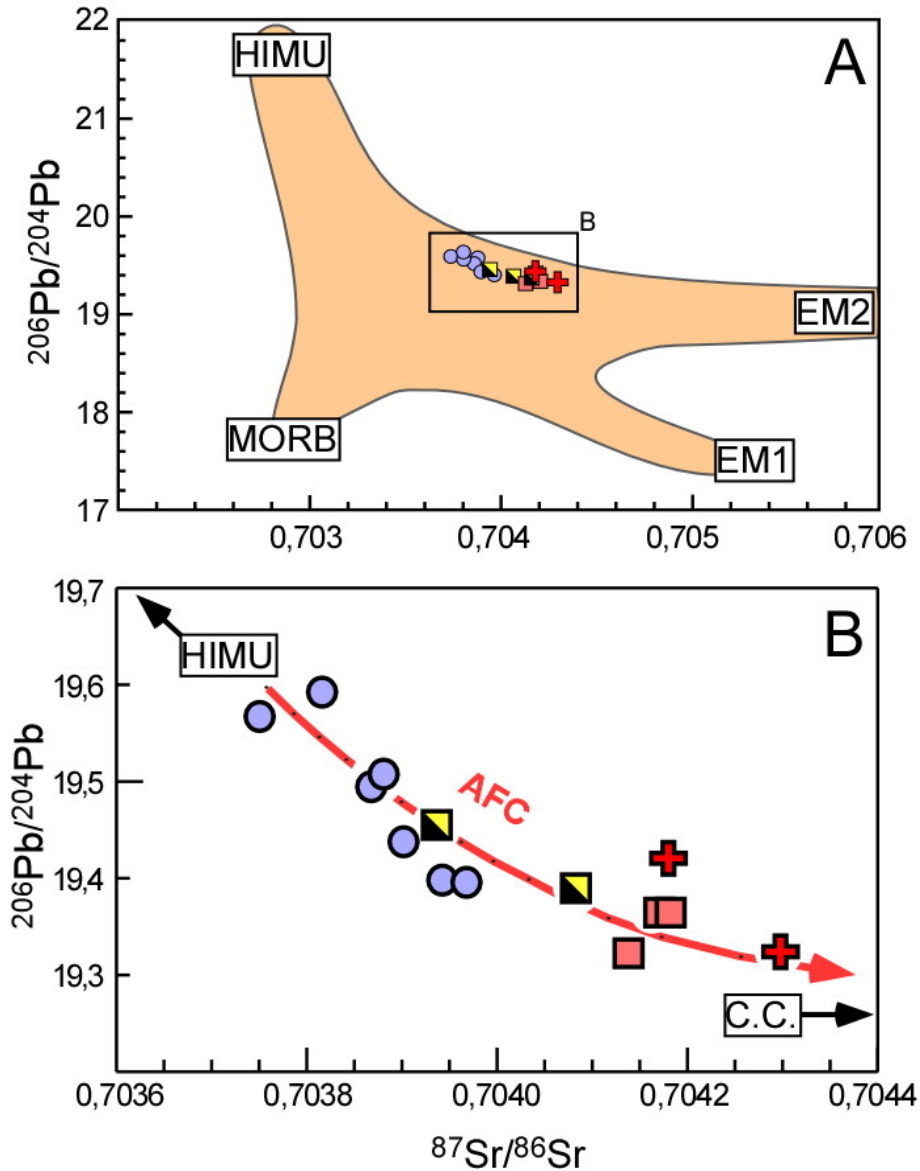 22
HIMU
A
21
²⁰⁶Pb/²⁰⁴Pb
20
B
19
EM2
18
MORB
EM1
17
0,703
0,704
0,705
0,706
19,7
B
HIMU
19,6
²⁰⁶Pb/²⁰⁴Pb
19,5
AFC
19,4
19,3
C.C.
0,7036
0,7038
0,7040
0,7042
0,7044
⁸⁷Sr/⁸⁶Sr